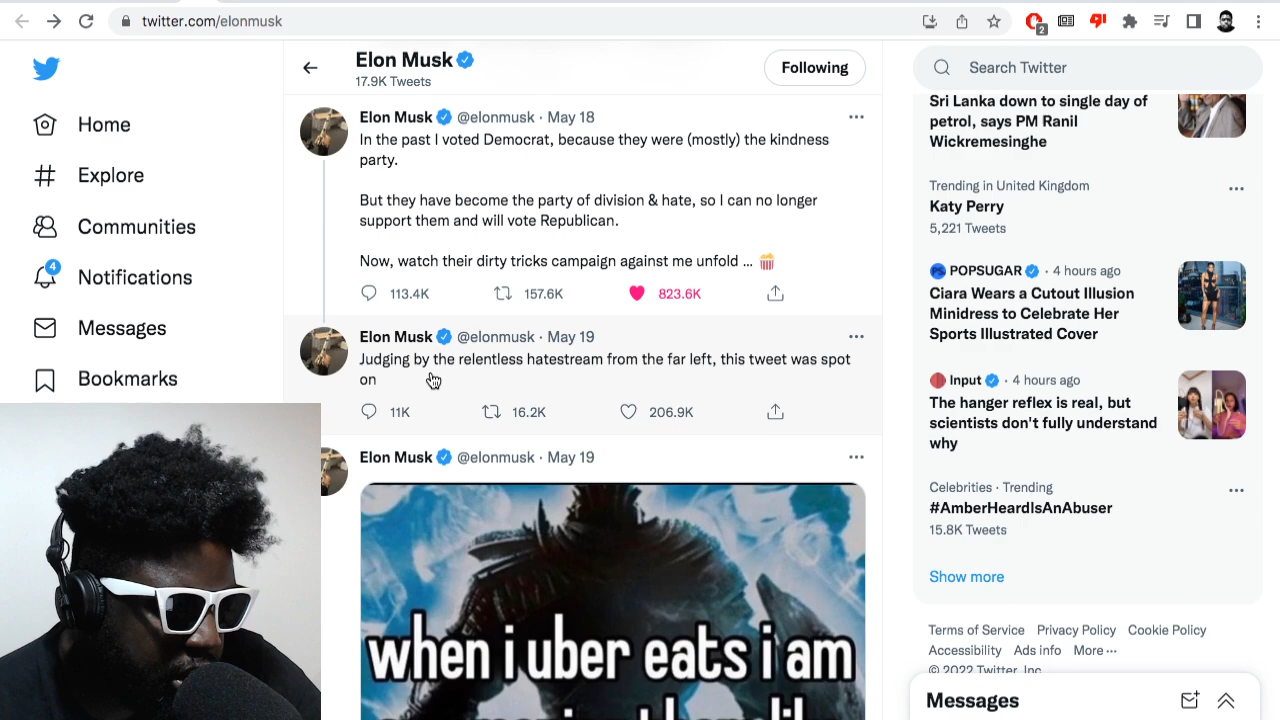 twitter.com/elonmusk
2
Elon Musk
17.9K Tweets
Following
Search Twitter
Home
Explore
Communities
4
Notifications
Messages
Bookmarks
Elon Musk @elonmusk · May 18
In the past I voted Democrat, because they were (mostly) the kindness
party.
But they have become the party of division & hate, so I can no longer
support them and will vote Republican.
Now, watch their dirty tricks campaign against me unfold … 🍿
113.4K 157.6K 823.6K
Elon Musk @elonmusk · May 19
Judging by the relentless hatestream from the far left, this tweet was spot
on
11K 16.2K 206.9K
Elon Musk @elonmusk · May 19
when i uber eats i am
Sri Lanka down to single day of
petrol, says PM Ranil
Wickremesinghe
Trending in United Kingdom
Katy Perry
5,221 Tweets
POPSUGAR · 4 hours ago
Ciara Wears a Cutout Illusion
Minidress to Celebrate Her
Sports Illustrated Cover
Input · 4 hours ago
The hanger reflex is real, but
scientists don't fully understand
why
Celebrities · Trending
#AmberHeardIsAnAbuser
15.8K Tweets
Show more
Terms of Service Privacy Policy Cookie Policy
Accessibility Ads info More ···
© 2022 Twitter, Inc.
Messages